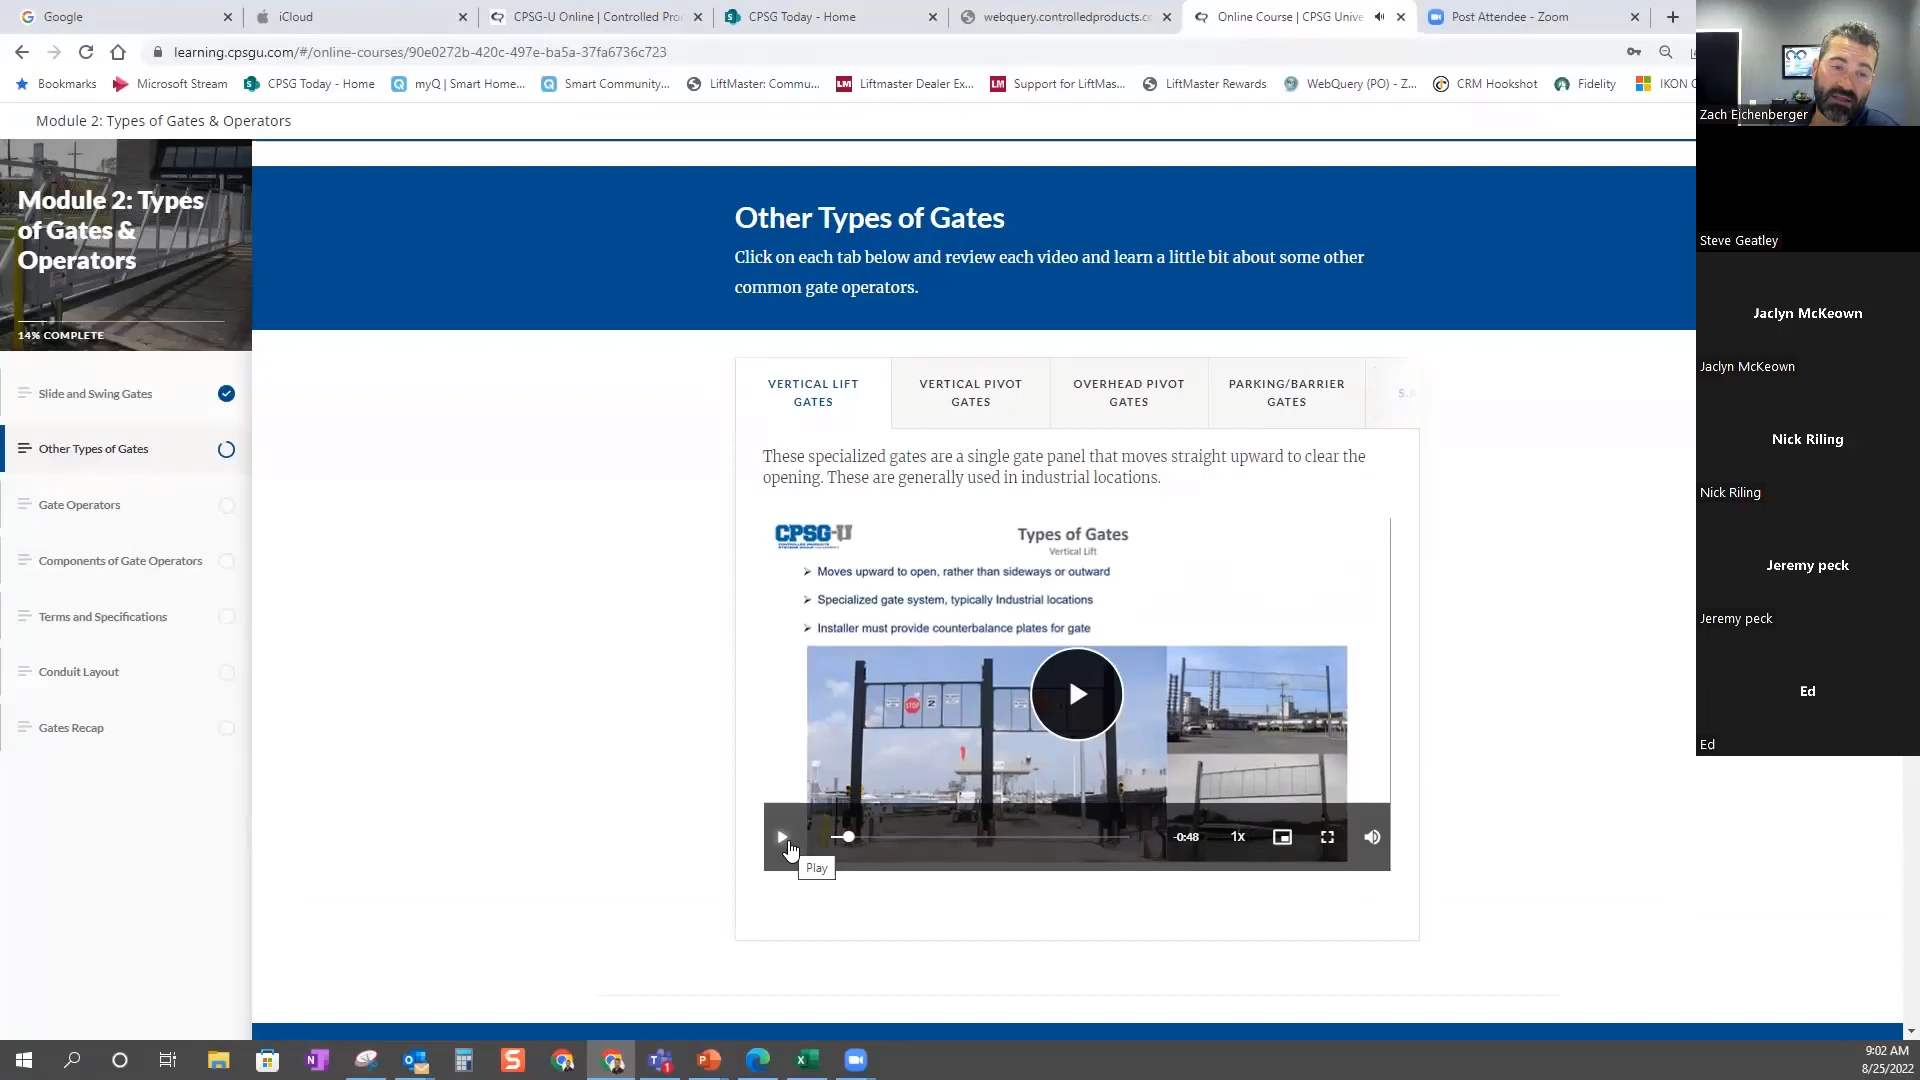 Google
iCloud
CPSG-U Online | Controlled Pro
CPSG Today - Home
webquery.controlledproducts.c
Online Course | CPSG Unive
Post Attendee - Zoom
learning.cpsgu.com/#/online-courses/90e0272b-420c-497e-ba5a-37fa6736c723
Bookmarks
Microsoft Stream
CPSG Today - Home
myQ | Smart Home...
Smart Community...
LiftMaster: Commu...
Liftmaster Dealer Ex...
Support for LiftMas...
LiftMaster Rewards
WebQuery (PO) - Z...
CRM Hookshot
Fidelity
IKON
Module 2: Types of Gates & Operators
Module 2: Types
of Gates &
Operators
14% COMPLETE
Slide and Swing Gates
Other Types of Gates
Gate Operators
Components of Gate Operators
Terms and Specifications
Conduit Layout
Gates Recap
Other Types of Gates
Click on each tab below and review each video and learn a little bit about some other
common gate operators.
VERTICAL LIFT
GATES
VERTICAL PIVOT
GATES
OVERHEAD PIVOT
GATES
PARKING/BARRIER
GATES
These specialized gates are a single gate panel that moves straight upward to clear the
opening. These are generally used in industrial locations.
CPSG-U
CONTROLLED PRODUCTS
SYSTEMS GROUP UNIVERSITY
Types of Gates
Vertical Lift
➢ Moves upward to open, rather than sideways or outward
➢ Specialized gate system, typically Industrial locations
➢ Installer must provide counterbalance plates for gate
STOP
2
-0:48
1x
Play
Zach Eichenberger
Steve Geatley
Jaclyn McKeown
Jaclyn McKeown
Nick Riling
Nick Riling
Jeremy peck
Jeremy peck
Ed
Ed
9:02 AM
8/25/2022